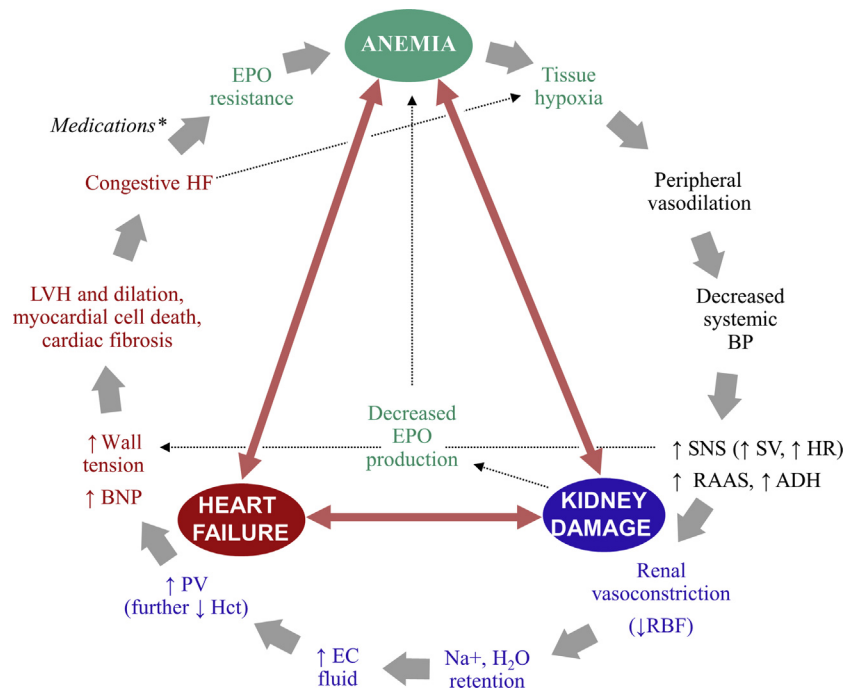 ANEMIA
Tissue
hypoxia
Peripheral
vasodilation
Decreased
systemic
BP
↑ SNS (↑ SV, ↑ HR)
↑ RAAS, ↑ ADH
Renal
vasoconstriction
(↓RBF)
Na+, H₂O
retention
↑ EC
fluid
↑ PV
(further ↓ Hct)
↑ Wall
tension
↑ BNP
LVH and dilation,
myocardial cell death,
cardiac fibrosis
Congestive HF
Medications*
EPO
resistance
Decreased
EPO
production
HEART
FAILURE
KIDNEY
DAMAGE